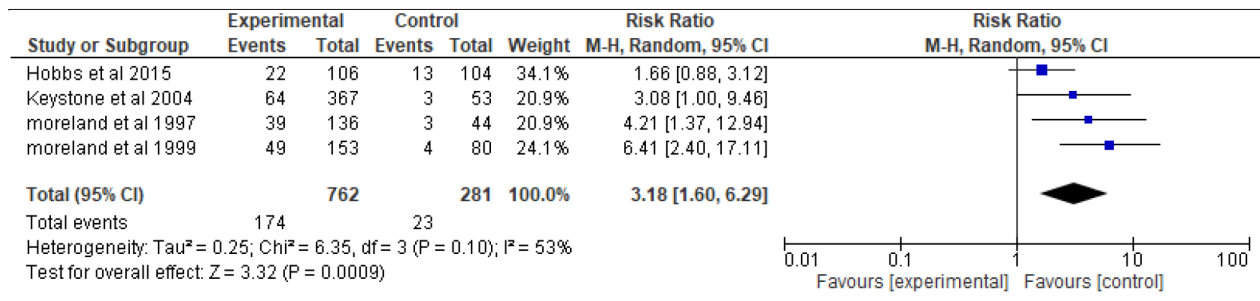 Experimental Control Risk Ratio Risk Ratio
Study or Subgroup Events Total Events Total Weight M-H, Random, 95% CI M-H, Random, 95% CI
Hobbs et al 2015 22 106 13 104 34.1% 1.66 [0.88, 3.12]
Keystone et al 2004 64 367 3 53 20.9% 3.08 [1.00, 9.46]
moreland et al 1997 39 136 3 44 20.9% 4.21 [1.37, 12.94]
moreland et al 1999 49 153 4 80 24.1% 6.41 [2.40, 17.11]
Total (95% CI) 762 281 100.0% 3.18 [1.60, 6.29]
Total events 174 23
Heterogeneity: Tau² = 0.25; Chi² = 6.35, df = 3 (P = 0.10); I² = 53%
Test for overall effect: Z = 3.32 (P = 0.0009)
0.01 0.1 1 10 100
Favours [experimental] Favours [control]